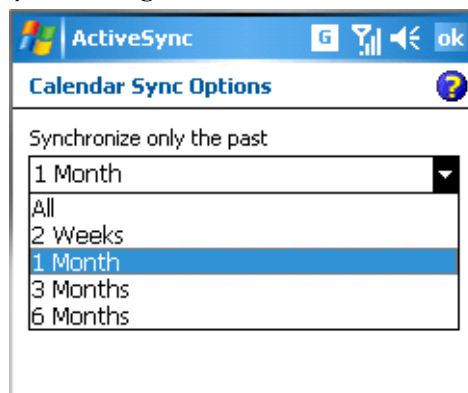 ActiveSync G ok
Calendar Sync Options ?
Synchronize only the past
1 Month
All
2 Weeks
1 Month
3 Months
6 Months